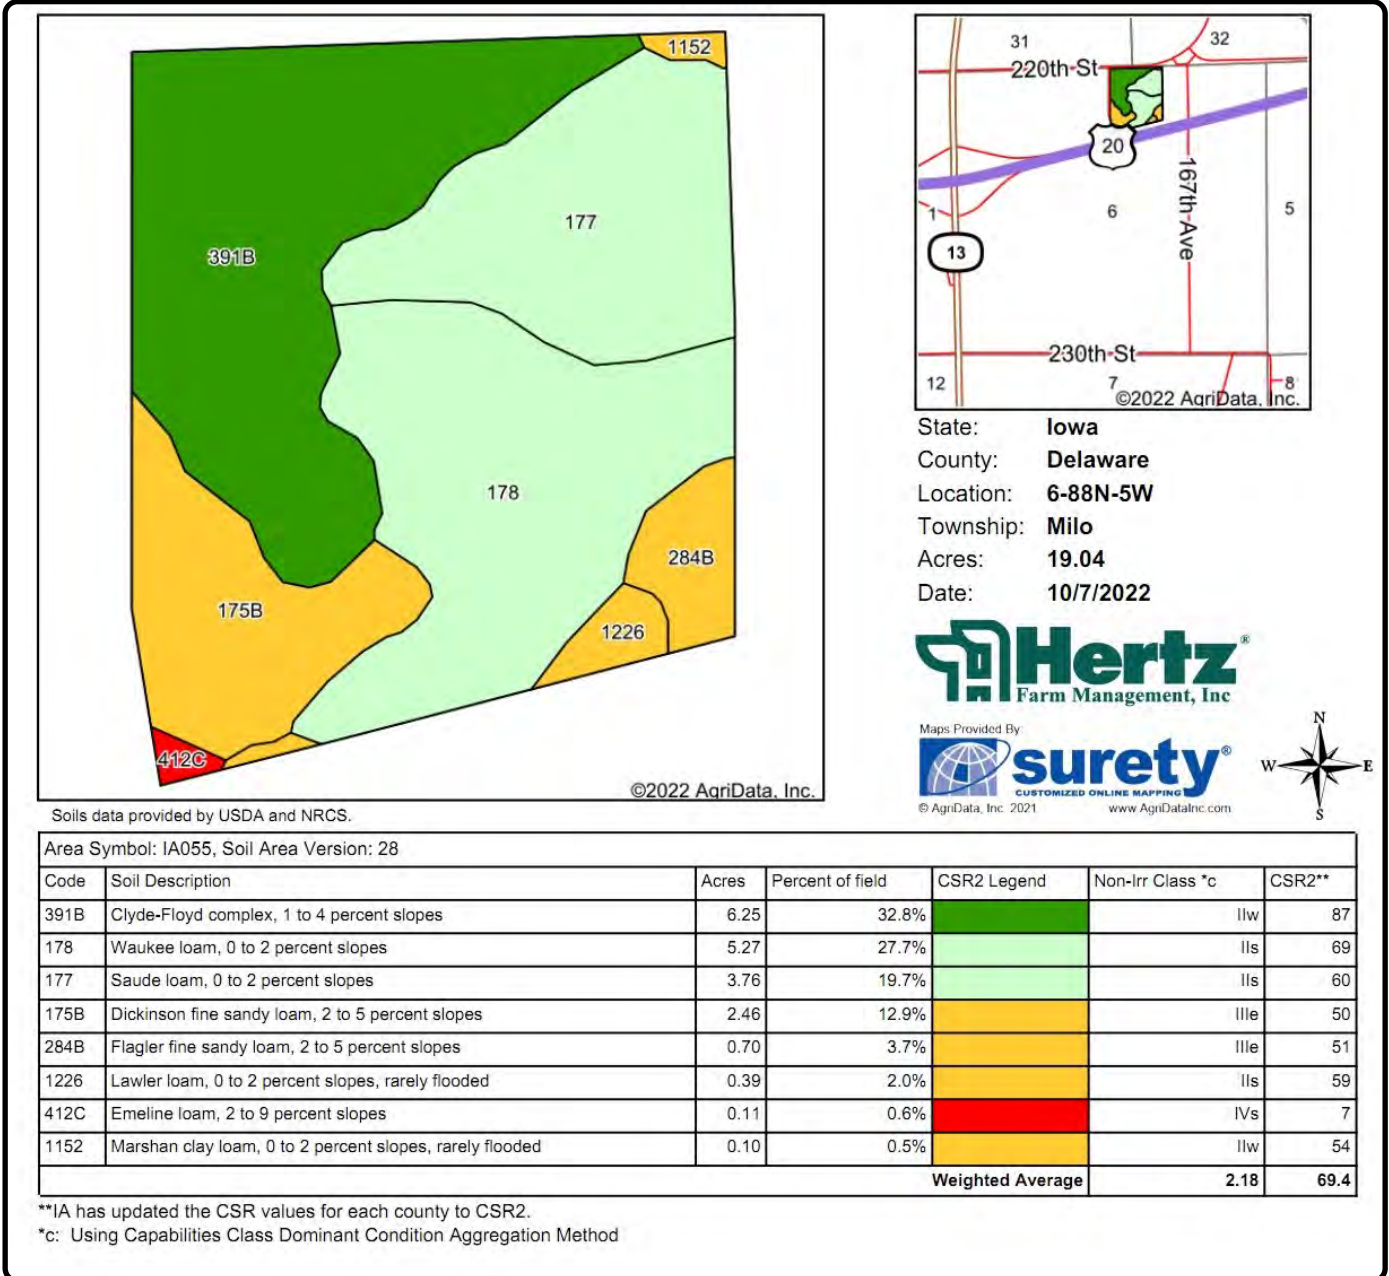 1152
177
391B
178
284B
175B
1226
412C
©2022 AgriData, Inc.
31
32
220th St
20
167th Ave
1
6
5
13
230th St
12
7
8
©2022 AgriData, Inc.
State: Iowa
County: Delaware
Location: 6-88N-5W
Township: Milo
Acres: 19.04
Date: 10/7/2022
Hertz®
Farm Management, Inc
Maps Provided By
surety®
CUSTOMIZED ONLINE MAPPING
© AgriData, Inc. 2021 www.AgriDataInc.com
N
W E
S
Soils data provided by USDA and NRCS.
Area Symbol: IA055, Soil Area Version: 28
Code Soil Description Acres Percent of field CSR2 Legend Non-Irr Class *c CSR2**
391B Clyde-Floyd complex, 1 to 4 percent slopes 6.25 32.8% IIw 87
178 Waukee loam, 0 to 2 percent slopes 5.27 27.7% IIs 69
177 Saude loam, 0 to 2 percent slopes 3.76 19.7% IIs 60
175B Dickinson fine sandy loam, 2 to 5 percent slopes 2.46 12.9% IIIe 50
284B Flagler fine sandy loam, 2 to 5 percent slopes 0.70 3.7% IIIe 51
1226 Lawler loam, 0 to 2 percent slopes, rarely flooded 0.39 2.0% IIs 59
412C Emeline loam, 2 to 9 percent slopes 0.11 0.6% IVs 7
1152 Marshan clay loam, 0 to 2 percent slopes, rarely flooded 0.10 0.5% IIw 54
Weighted Average 2.18 69.4
**IA has updated the CSR values for each county to CSR2.
*c: Using Capabilities Class Dominant Condition Aggregation Method